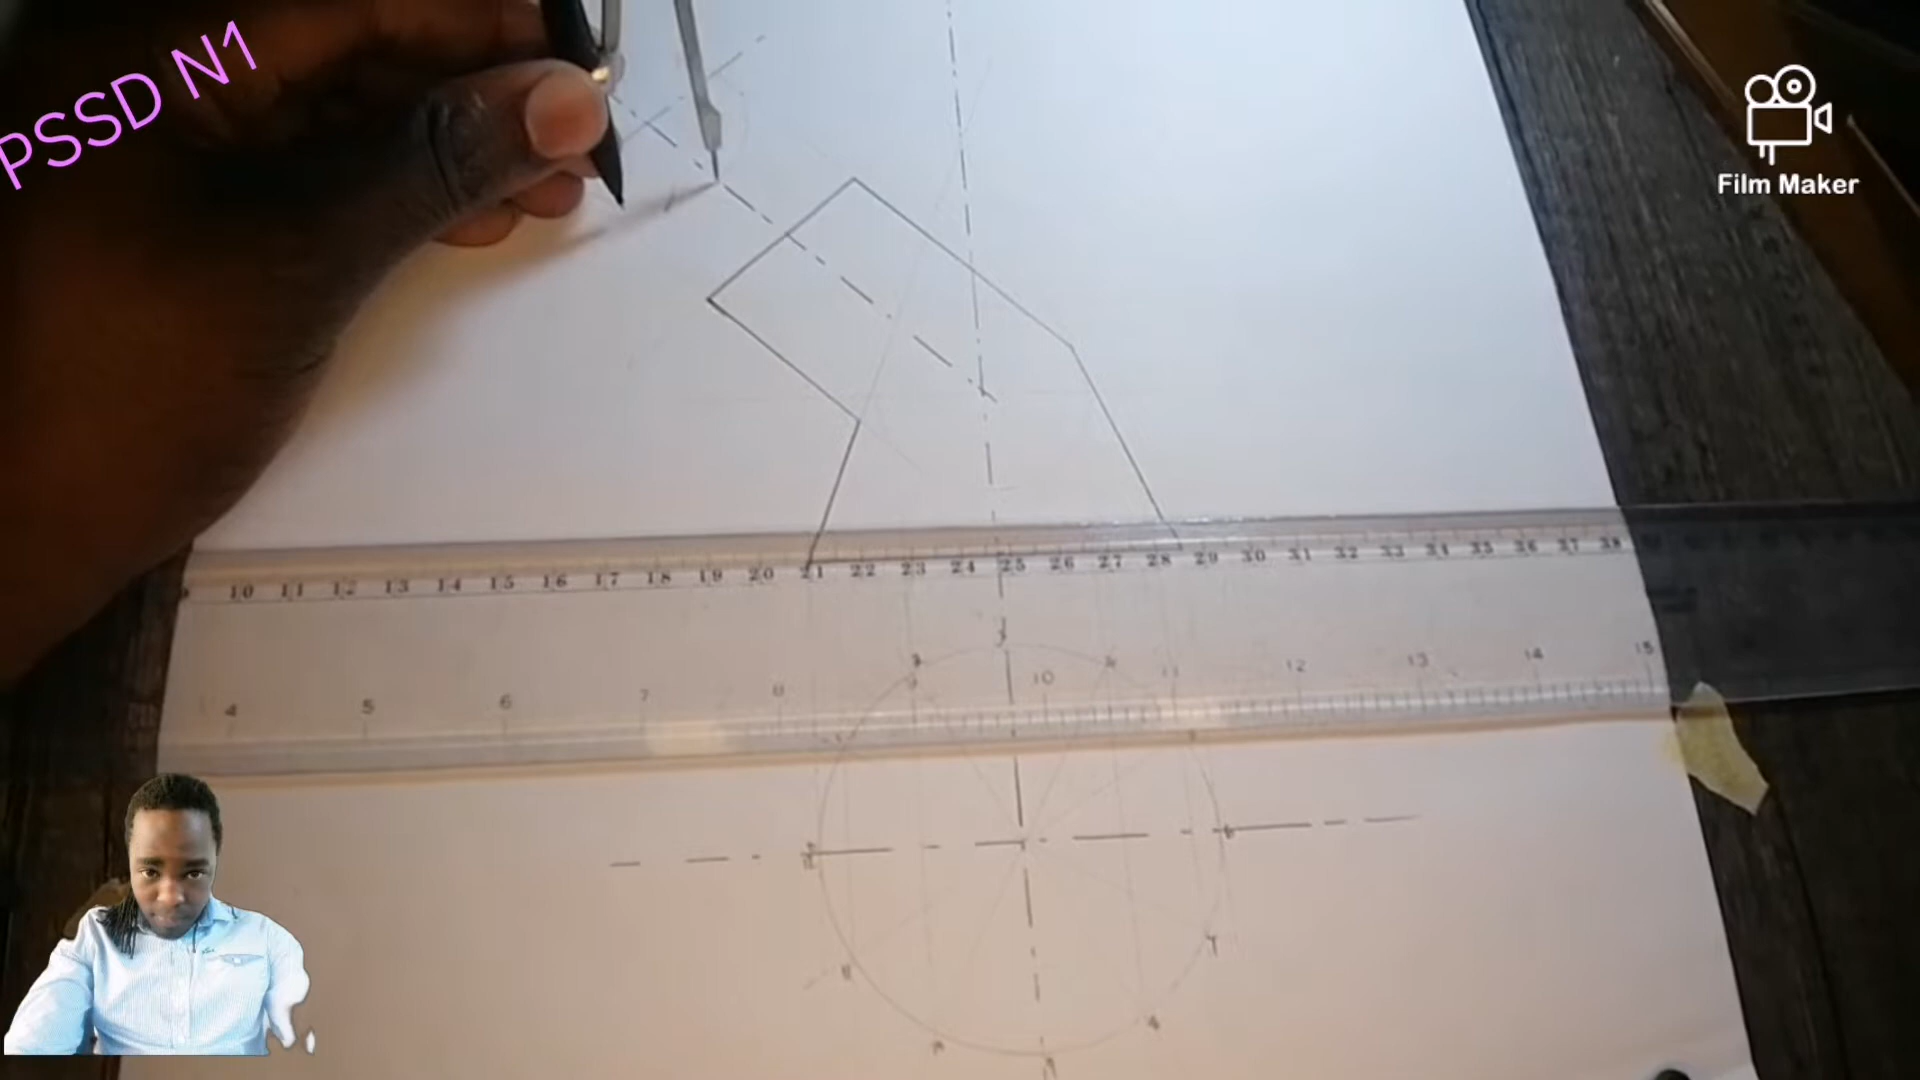 PSSD N1
Film Maker
10 11 12 13 14 15 16 17 18 19 20 21 22 23 24 25 26 27 28 29 30 31 32 33 34 35 36 37 38
4 5 6 7 8 10 11 12 13 14 15